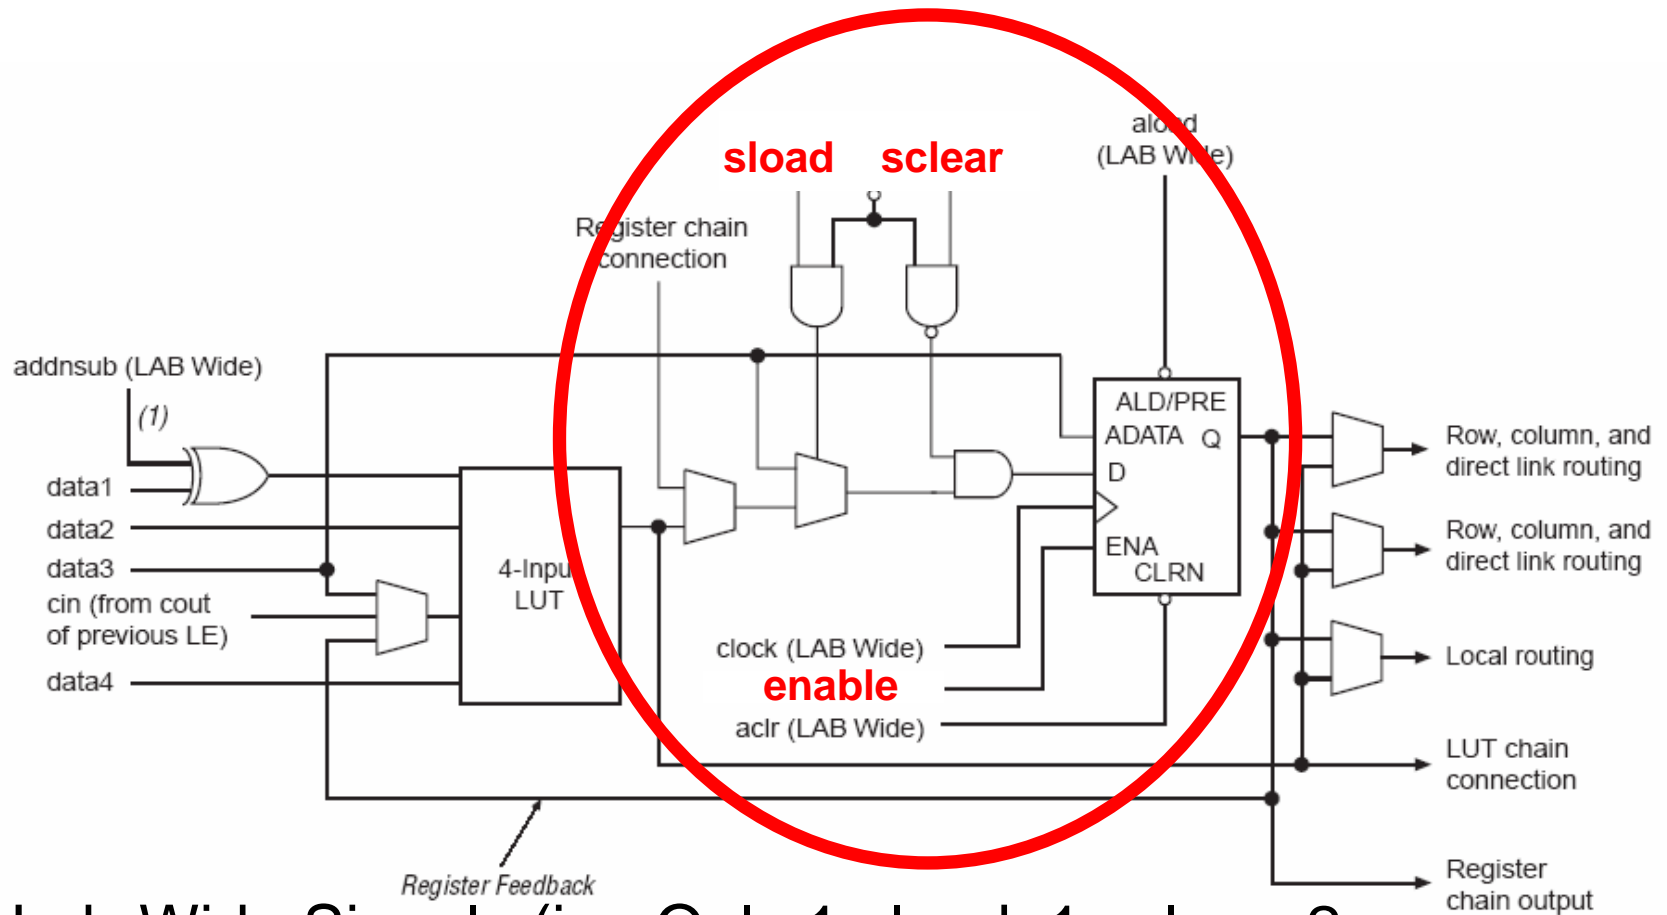 sload sclear
aload
(LAB Wide)
Register chain
connection
addnsub (LAB Wide)
(1)
data1
data2
data3
cin (from cout
of previous LE)
data4
4-Input
LUT
ALD/PRE
ADATA Q
D
ENA
CLRN
clock (LAB Wide)
enable
aclr (LAB Wide)
Row, column, and
direct link routing
Row, column, and
direct link routing
Local routing
LUT chain
connection
Register
chain output
Register Feedback